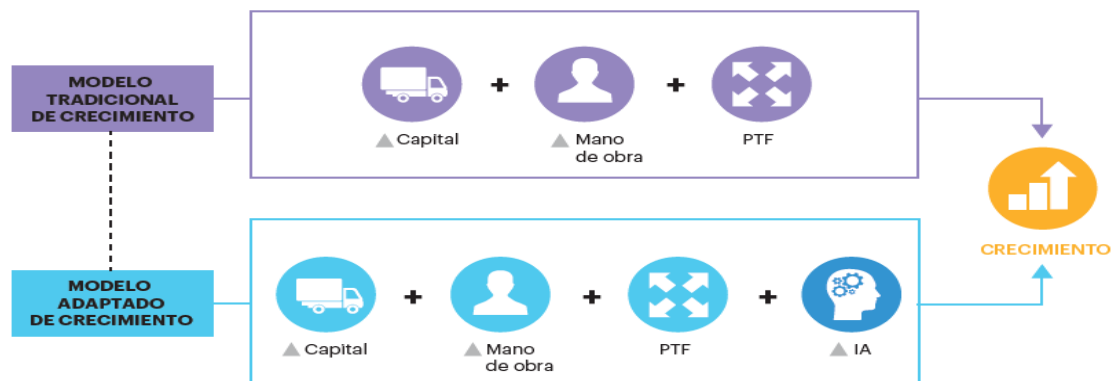 MODELO
TRADICIONAL
DE CRECIMIENTO
+
+
Capital
Mano
de obra
PTF
CRECIMIENTO
MODELO
ADAPTADO
DE CRECIMIENTO
+
+
+
Capital
Mano
de obra
PTF
IA